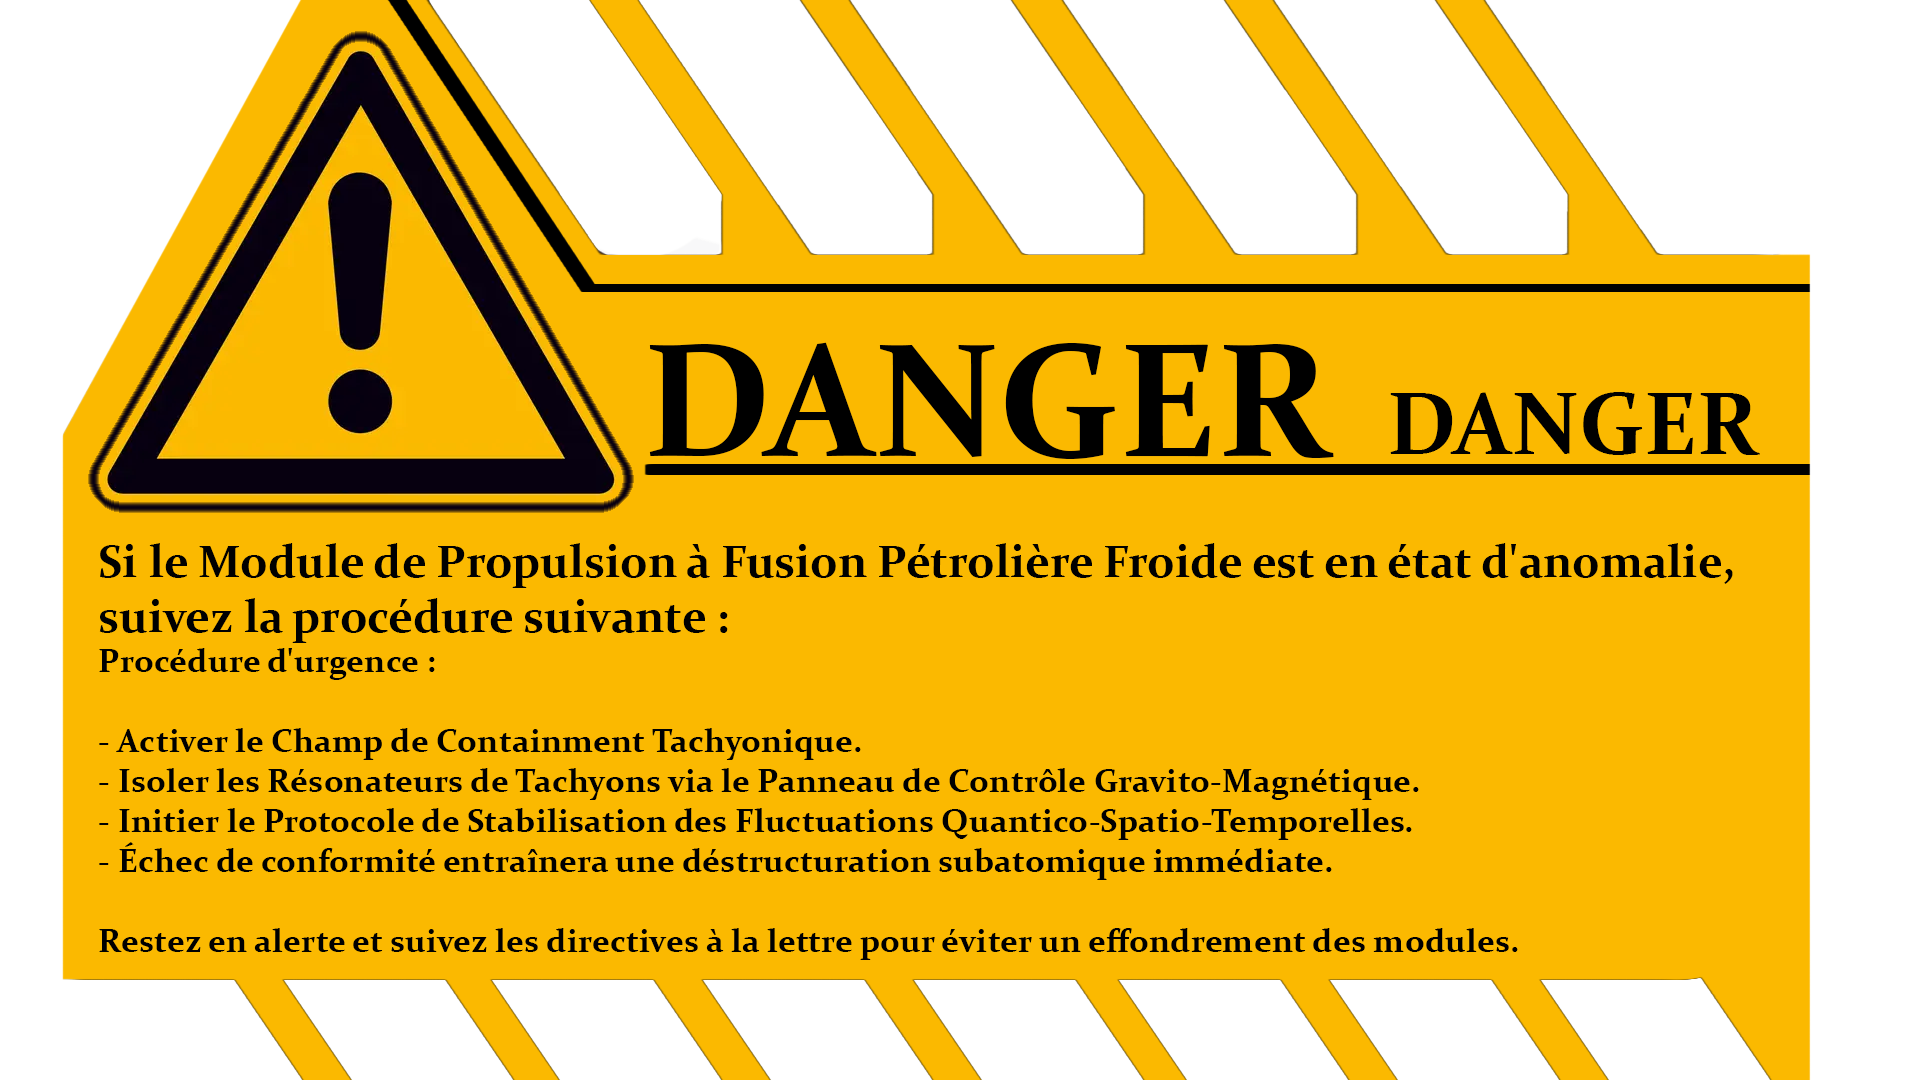 DANGER DANGER
Si le Module de Propulsion à Fusion Pétrolière Froide est en état d'anomalie,
suivez la procédure suivante :
Procédure d'urgence :
- Activer le Champ de Containment Tachyonique.
- Isoler les Résonateurs de Tachyons via le Panneau de Contrôle Gravito-Magnétique.
- Initier le Protocole de Stabilisation des Fluctuations Quantico-Spatio-Temporelles.
- Échec de conformité entraînera une déstructuration subatomique immédiate.
Restez en alerte et suivez les directives à la lettre pour éviter un effondrement des modules.